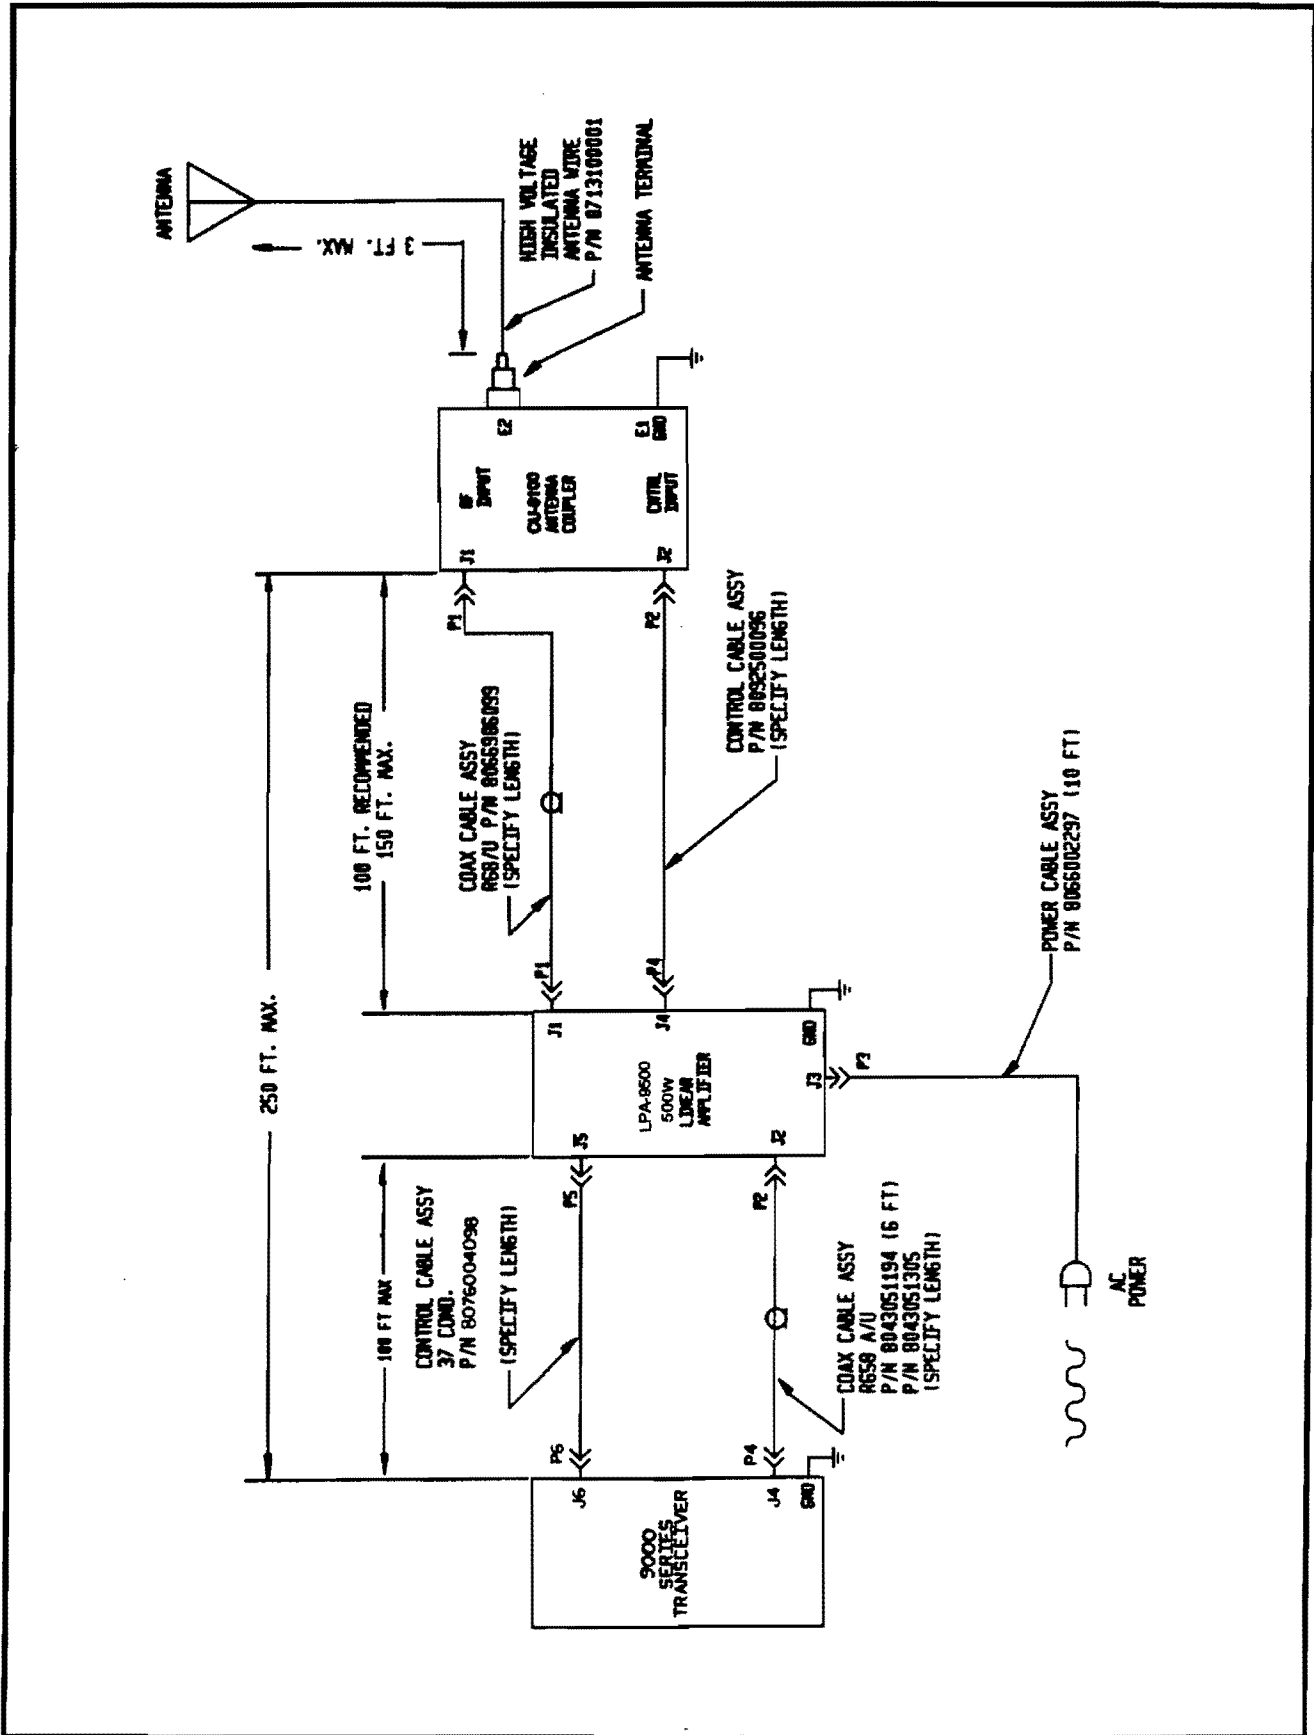 ANTENNA
3 FT. MAX.
HIGH VOLTAGE
INSULATED
ANTENNA WIRE
P/N 8713100001
ANTENNA TERMINAL
E2
E1
GND
RF
INPUT
CU-9100
ANTENNA
COUPLER
CNTRL
INPUT
J1
J2
P1
P2
250 FT. MAX.
100 FT. RECOMMENDED
150 FT. MAX.
COAX CABLE ASSY
RG8/U P/N 8066986099
(SPECIFY LENGTH)
CONTROL CABLE ASSY
P/N 8092500096
(SPECIFY LENGTH)
P1
P4
J1
J4
GND
LPA-9500
500W
LINEAR
AMPLIFIER
J3
P3
J5
J2
POWER CABLE ASSY
P/N 8066002297 (10 FT)
100 FT MAX
CONTROL CABLE ASSY
37 COND.
P/N 8076004098
(SPECIFY LENGTH)
P5
P2
COAX CABLE ASSY
RG58 A/U
P/N 8043051194 (6 FT)
P/N 8043051305
(SPECIFY LENGTH)
AC
POWER
P6
P4
J6
J4
GND
9000
SERIES
TRANSCEIVER